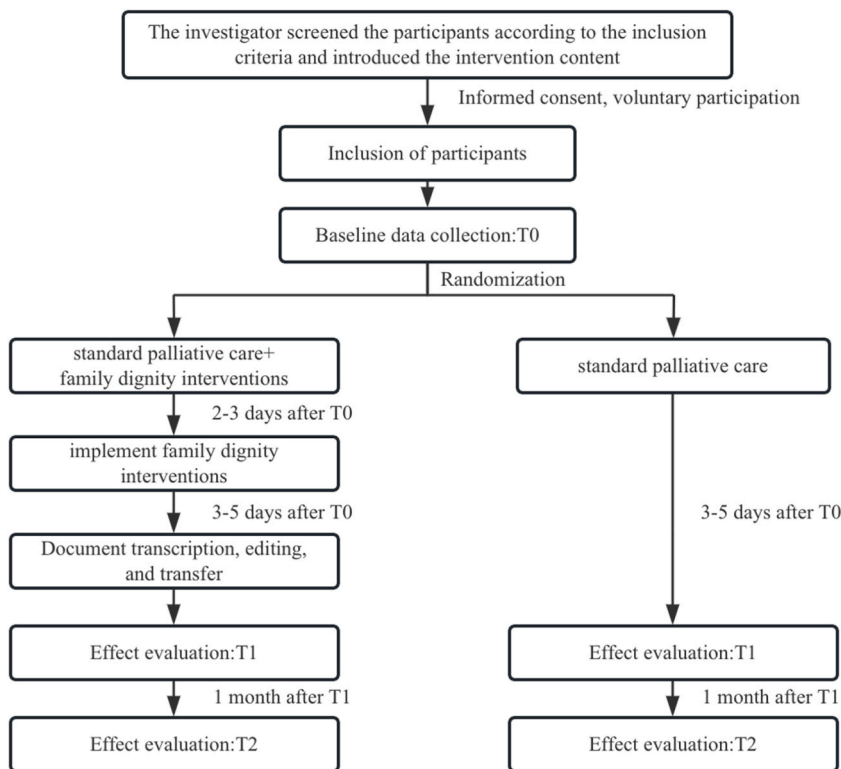 The investigator screened the participants according to the inclusion
criteria and introduced the intervention content
Informed consent, voluntary participation
Inclusion of participants
Baseline data collection:T0
Randomization
standard palliative care+
family dignity interventions
standard palliative care
2-3 days after T0
implement family dignity
interventions
3-5 days after T0
3-5 days after T0
Document transcription, editing,
and transfer
Effect evaluation:T1
Effect evaluation:T1
1 month after T1
1 month after T1
Effect evaluation:T2
Effect evaluation:T2